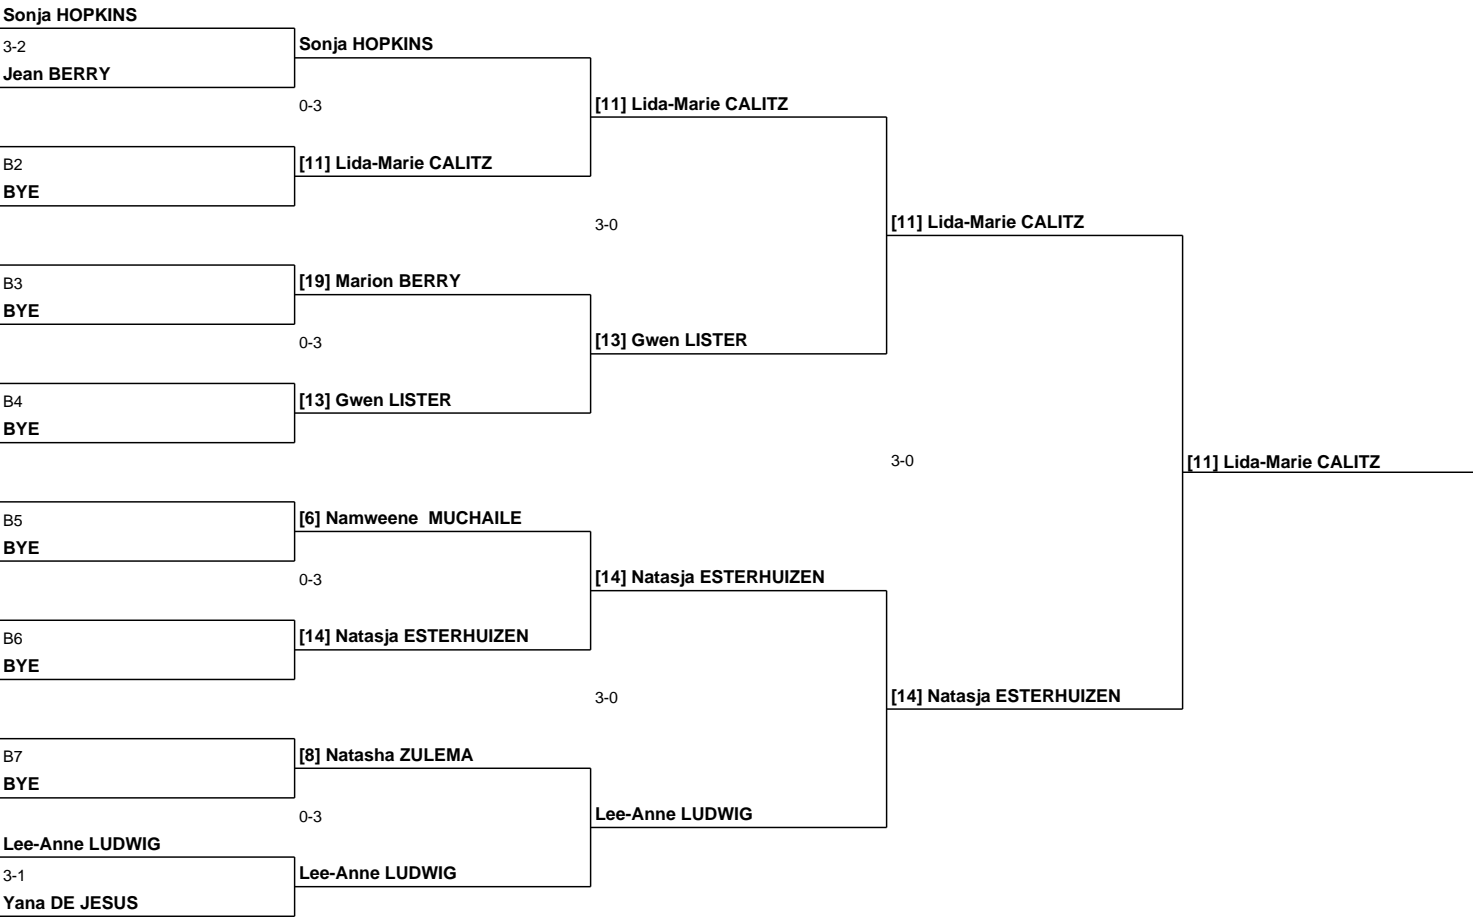 Sonja HOPKINS
3-2
Jean BERRY
B2
BYE
B3
BYE
B4
BYE
B5
BYE
B6
BYE
B7
BYE
Lee-Anne LUDWIG
3-1
Yana DE JESUS
Sonja HOPKINS
0-3
[11] Lida-Marie CALITZ
[19] Marion BERRY
0-3
[13] Gwen LISTER
[6] Namweene  MUCHAILE
0-3
[14] Natasja ESTERHUIZEN
[8] Natasha ZULEMA
0-3
Lee-Anne LUDWIG
[11] Lida-Marie CALITZ
3-0
[13] Gwen LISTER
[14] Natasja ESTERHUIZEN
3-0
Lee-Anne LUDWIG
[11] Lida-Marie CALITZ
3-0
[14] Natasja ESTERHUIZEN
[11] Lida-Marie CALITZ